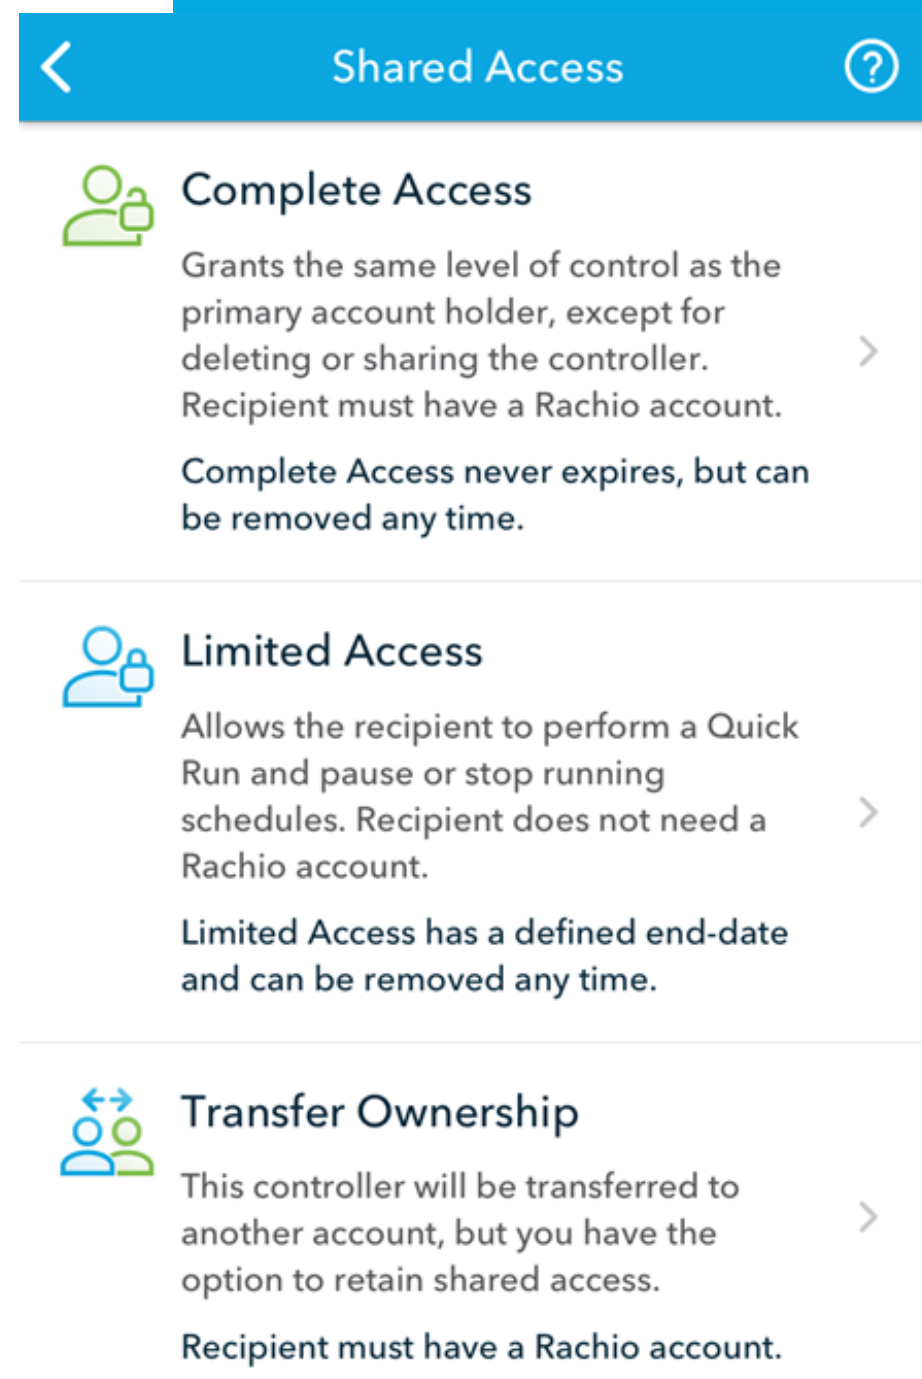 Shared Access
Complete Access
Grants the same level of control as the
primary account holder, except for
deleting or sharing the controller.
Recipient must have a Rachio account.
Complete Access never expires, but can
be removed any time.
Limited Access
Allows the recipient to perform a Quick
Run and pause or stop running
schedules. Recipient does not need a
Rachio account.
Limited Access has a defined end-date
and can be removed any time.
Transfer Ownership
This controller will be transferred to
another account, but you have the
option to retain shared access.
Recipient must have a Rachio account.